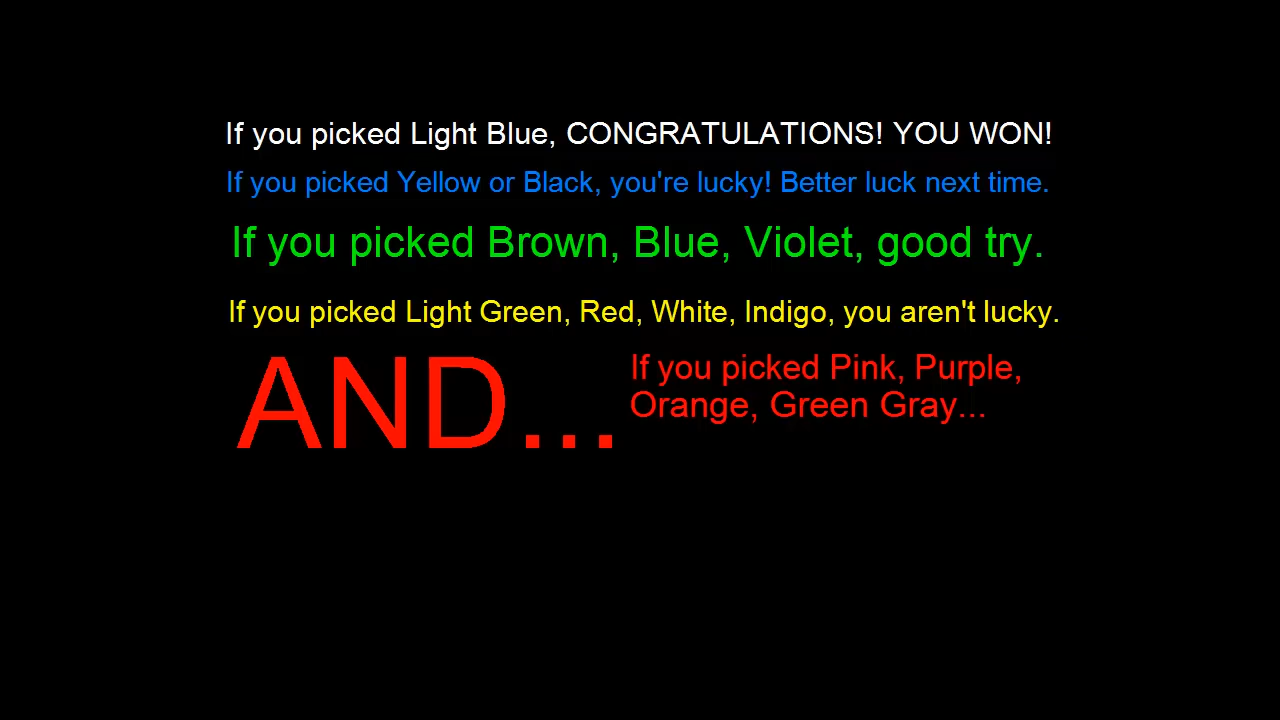 If you picked Light Blue, CONGRATULATIONS! YOU WON!
If you picked Yellow or Black, you're lucky! Better luck next time.
If you picked Brown, Blue, Violet, good try.
If you picked Light Green, Red, White, Indigo, you aren't lucky.
AND...
If you picked Pink, Purple,
Orange, Green Gray...